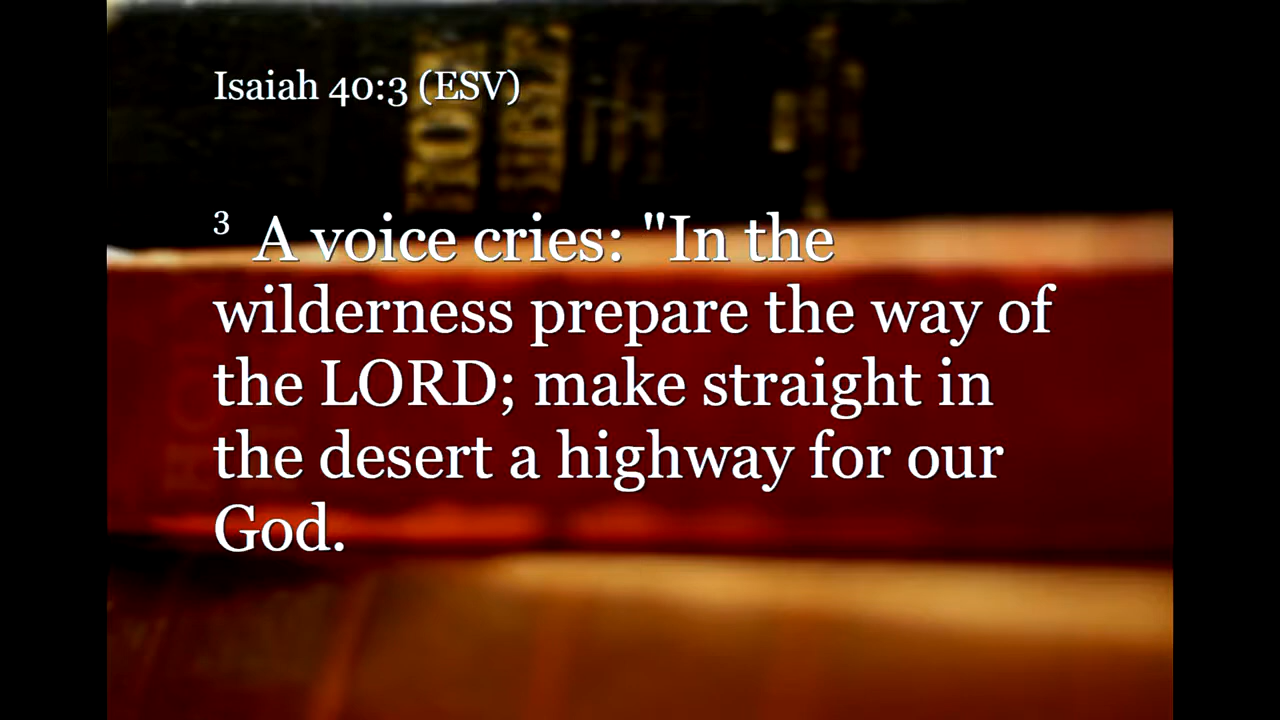 Isaiah 40:3 (ESV)
3 A voice cries: "In the
wilderness prepare the way of
the LORD; make straight in
the desert a highway for our
God.